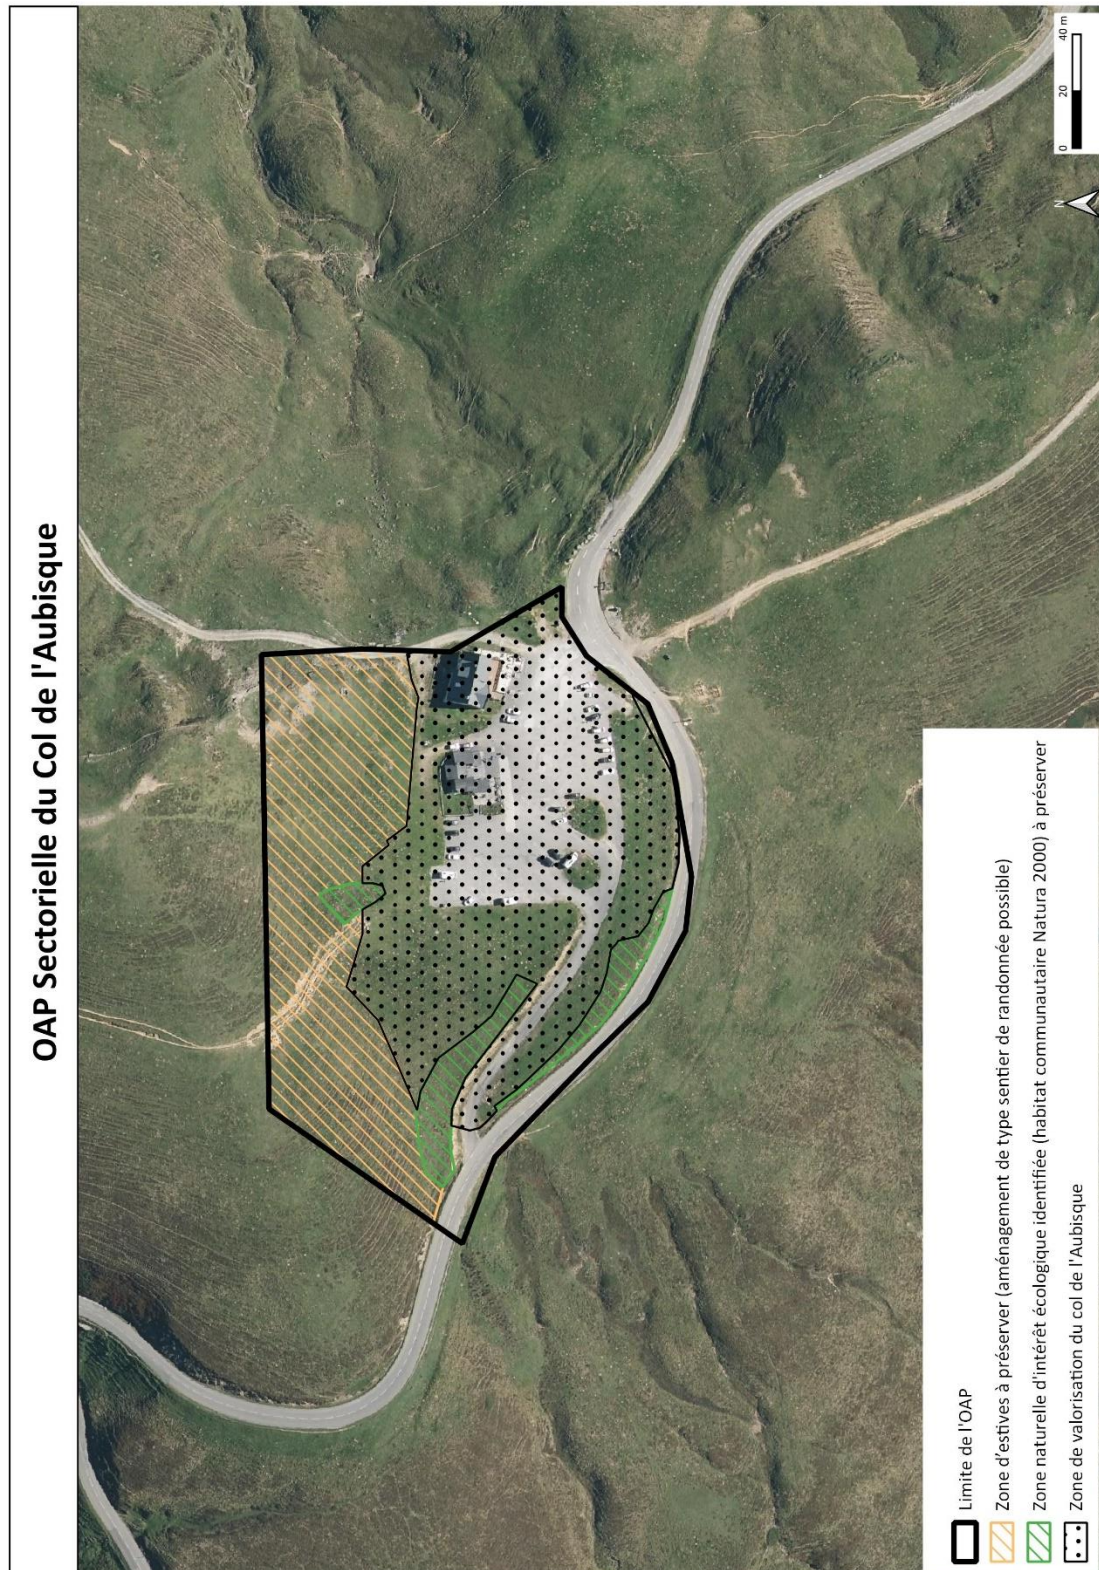 OAP Sectorielle du Col de l'Aubisque
Limite de l'OAP
Zone d'estives à préserver (aménagement de type sentier de randonnée possible)
Zone naturelle d'intérêt écologique identifiée (habitat communautaire Natura 2000) à préserver
Zone de valorisation du col de l'Aubisque
N
0 20 40 m